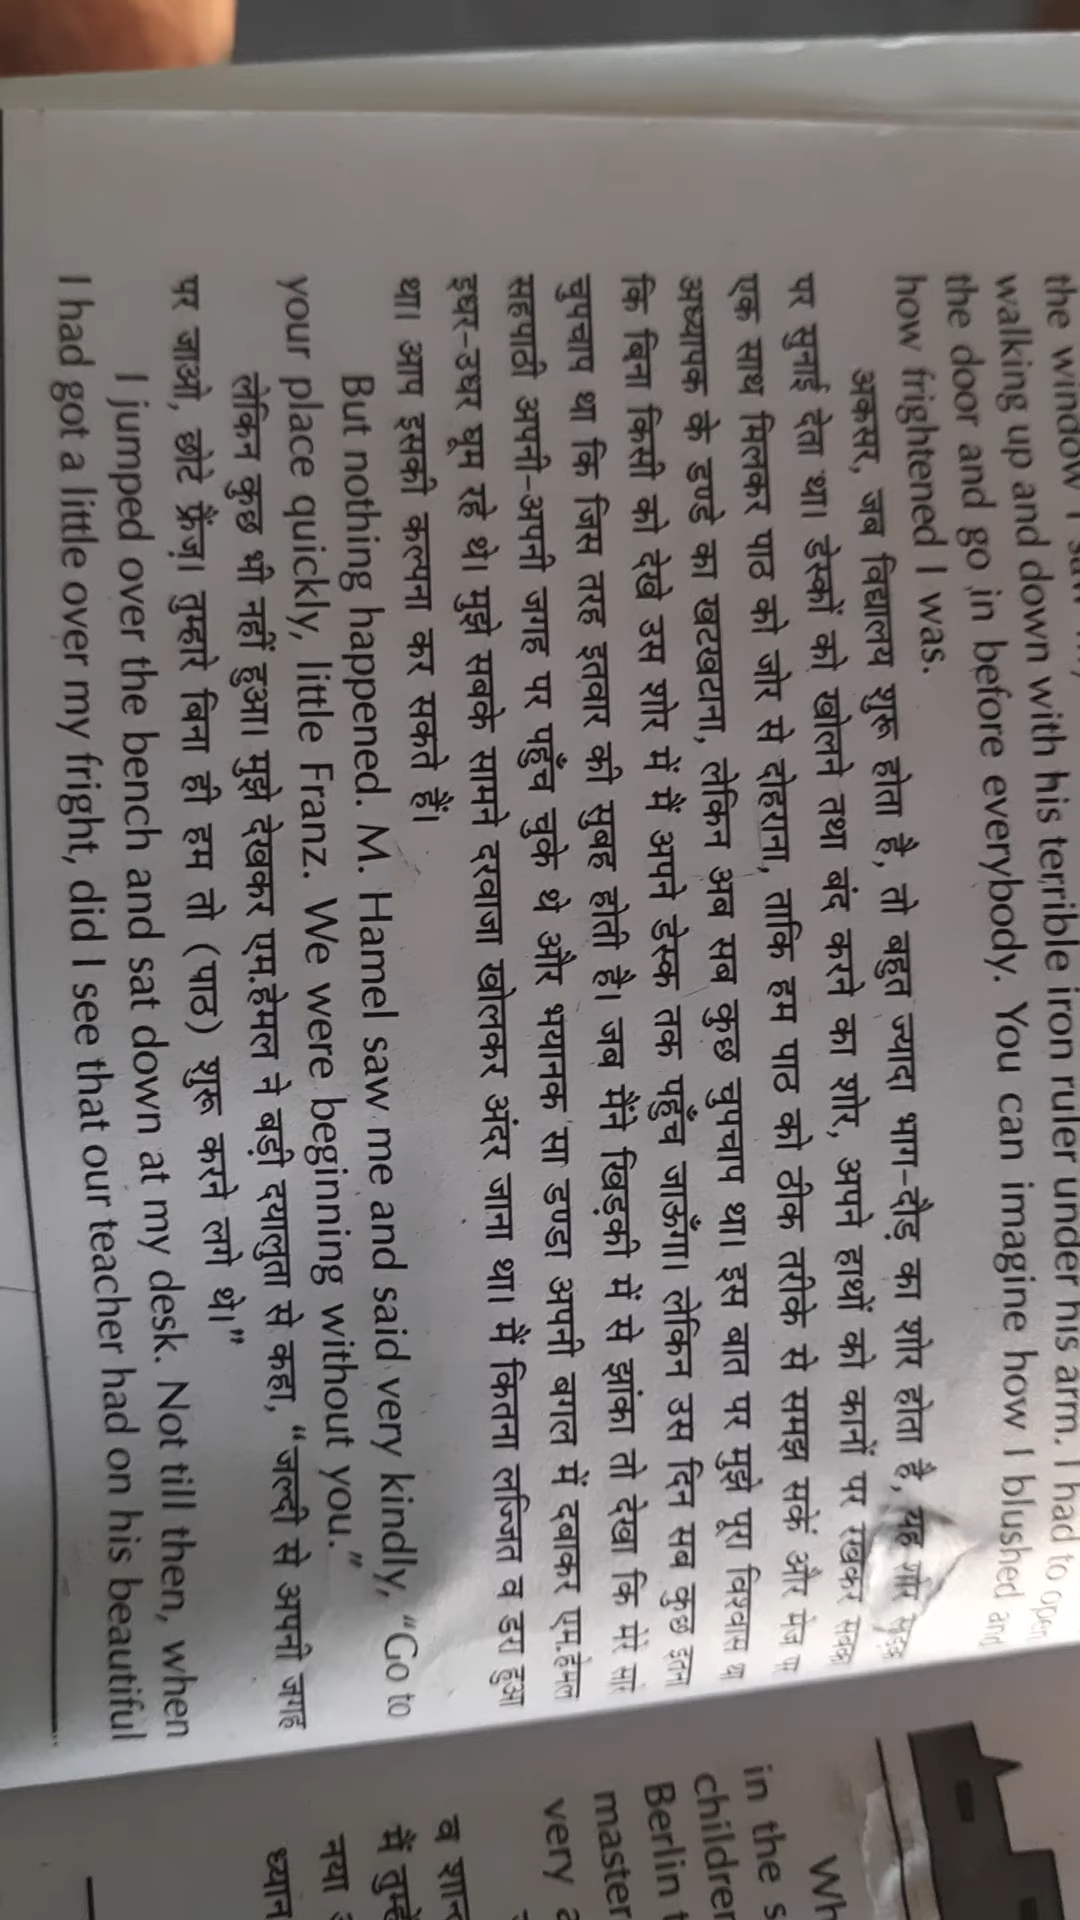 the window I saw
walking up and down with his terrible iron ruler under his arm. I had to open
the door and go in before everybody. You can imagine how I blushed and
how frightened I was.
अकसर, जब विद्यालय शुरू होता है, तो बहुत ज्यादा भाग-दौड़ का शोर होता है, यह शोर सड़क
पर सुनाई देता था। डेस्कों को खोलने तथा बंद करने का शोर, अपने हाथों को कानों पर रखकर सबका
एक साथ मिलकर पाठ को जोर से दोहराना, ताकि हम पाठ को ठीक तरीके से समझ सकें और मेज पर
अध्यापक के डण्डे का खटखटाना, लेकिन अब सब कुछ चुपचाप था। इस बात पर मुझे पूरा विश्वास था
कि बिना किसी को देखे उस शोर में मैं अपने डेस्क तक पहुँच जाऊँगा। लेकिन उस दिन सब कुछ इतना
चुपचाप था कि जिस तरह इतवार की सुबह होती है। जब मैंने खिड़की में से झांका तो देखा कि मेरे सारे
सहपाठी अपनी-अपनी जगह पर पहुँच चुके थे और भयानक सा डण्डा अपनी बगल में दबाकर एम.हेमल
इधर-उधर घूम रहे थे। मुझे सबके सामने दरवाजा खोलकर अंदर जाना था। मैं कितना लज्जित व डरा हुआ
था। आप इसकी कल्पना कर सकते हैं।
But nothing happened. M. Hamel saw me and said very kindly, "Go to
your place quickly, little Franz. We were beginning without you."
लेकिन कुछ भी नहीं हुआ। मुझे देखकर एम.हेमल ने बड़ी दयालुता से कहा, "जल्दी से अपनी जगह
पर जाओ, छोटे फ्रैंज़। तुम्हारे बिना ही हम तो (पाठ) शुरू करने लगे थे।"
I jumped over the bench and sat down at my desk. Not till then, when
I had got a little over my fright, did I see that our teacher had on his beautiful
Wh
in the s
children
Berlin
master
very
व शान
मैं तुम्हें
नया
ध्यान